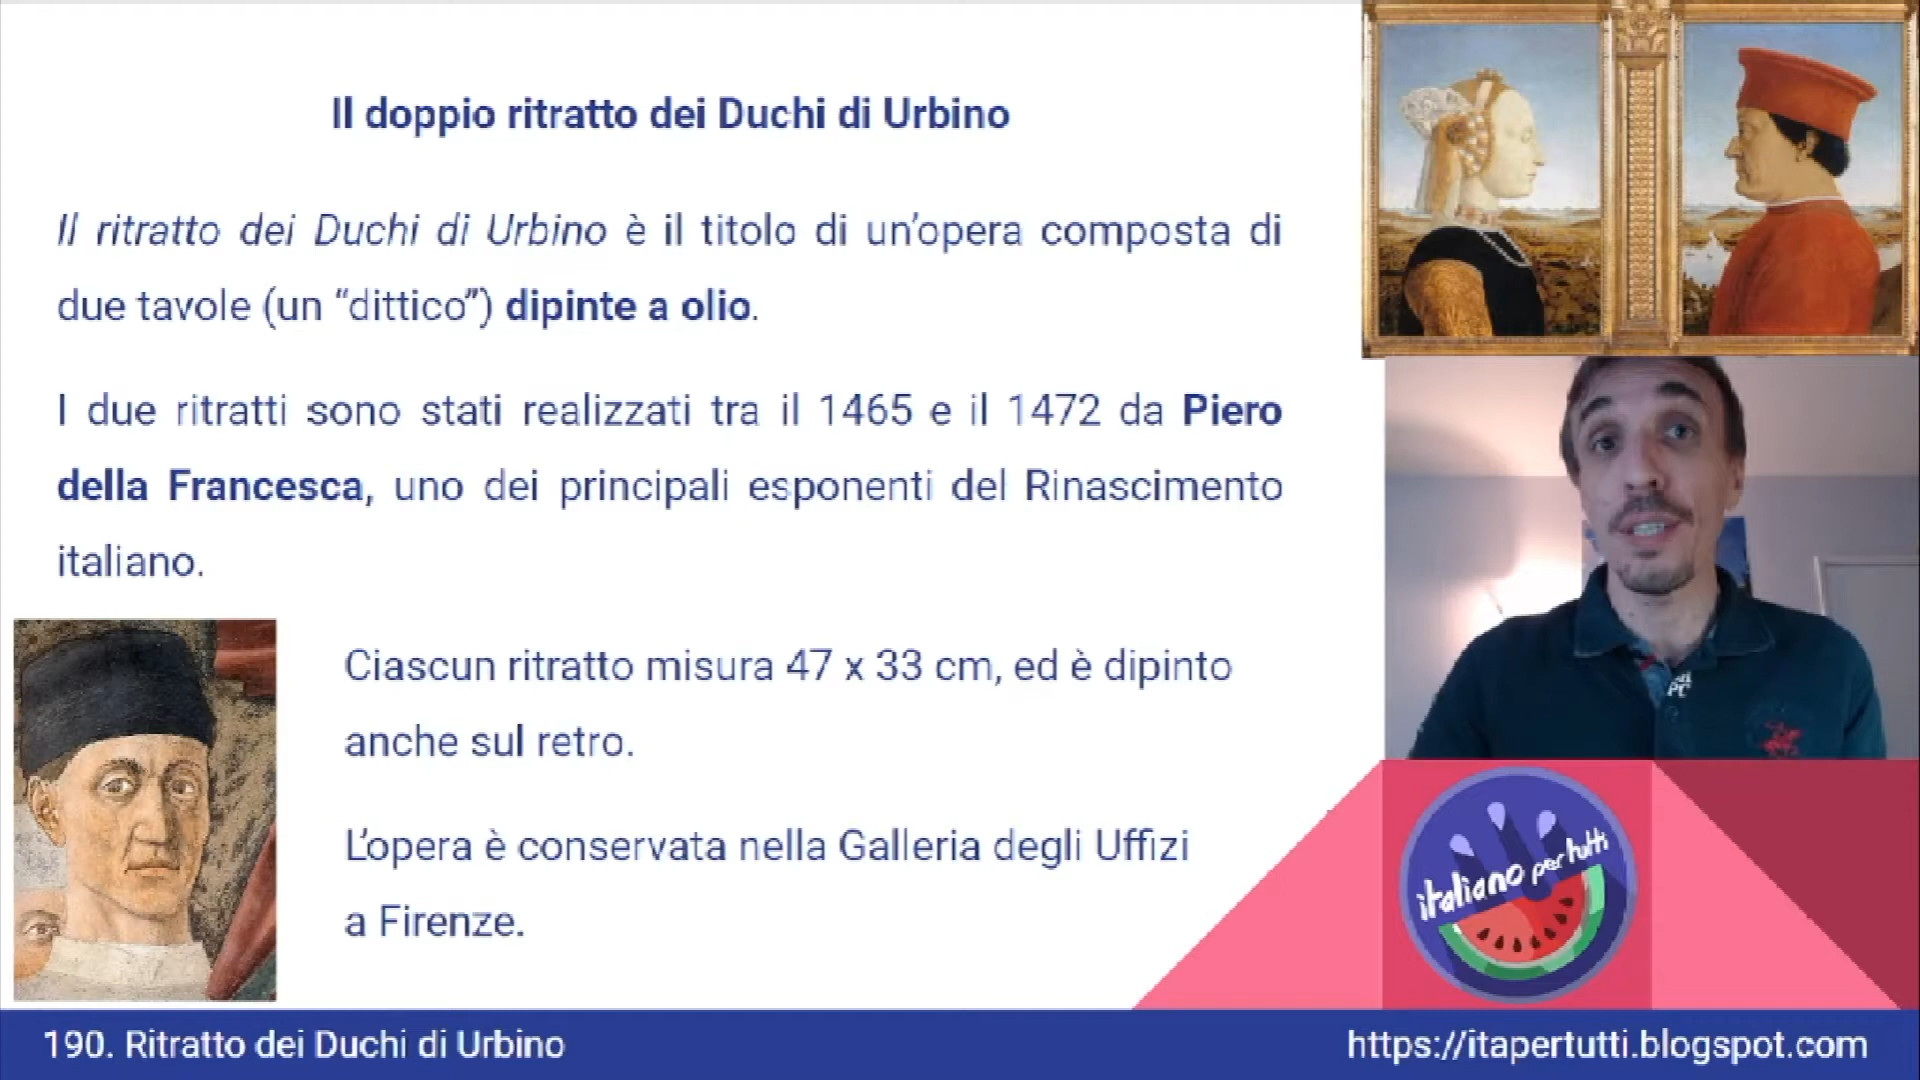 Il doppio ritratto dei Duchi di Urbino
Il ritratto dei Duchi di Urbino è il titolo di un’opera composta di
due tavole (un “dittico”) dipinte a olio.
I due ritratti sono stati realizzati tra il 1465 e il 1472 da Piero
della Francesca, uno dei principali esponenti del Rinascimento
italiano.
Ciascun ritratto misura 47 x 33 cm, ed è dipinto
anche sul retro.
L’opera è conservata nella Galleria degli Uffizi
a Firenze.
italiano per tutti
190. Ritratto dei Duchi di Urbino
https://itapertutti.blogspot.com